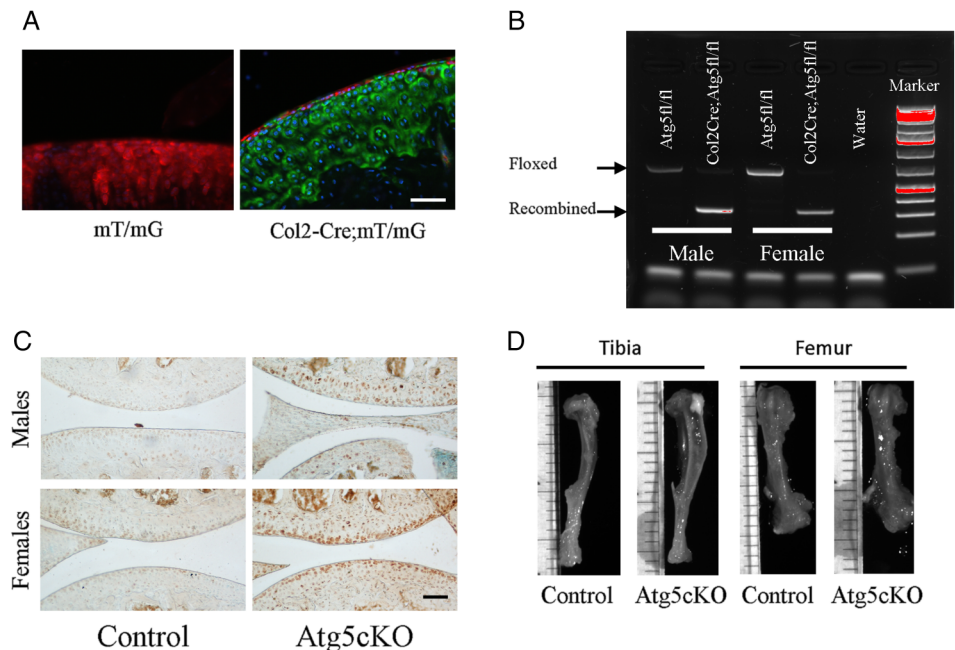 A
mT/mG
Col2-Cre;mT/mG
B
Atg5fl/fl
Col2Cre;Atg5fl/fl
Atg5fl/fl
Col2Cre;Atg5fl/fl
Water
Marker
Floxed
Recombined
Male
Female
C
Males
Females
Control
Atg5cKO
D
Tibia
Femur
Control
Atg5cKO
Control
Atg5cKO